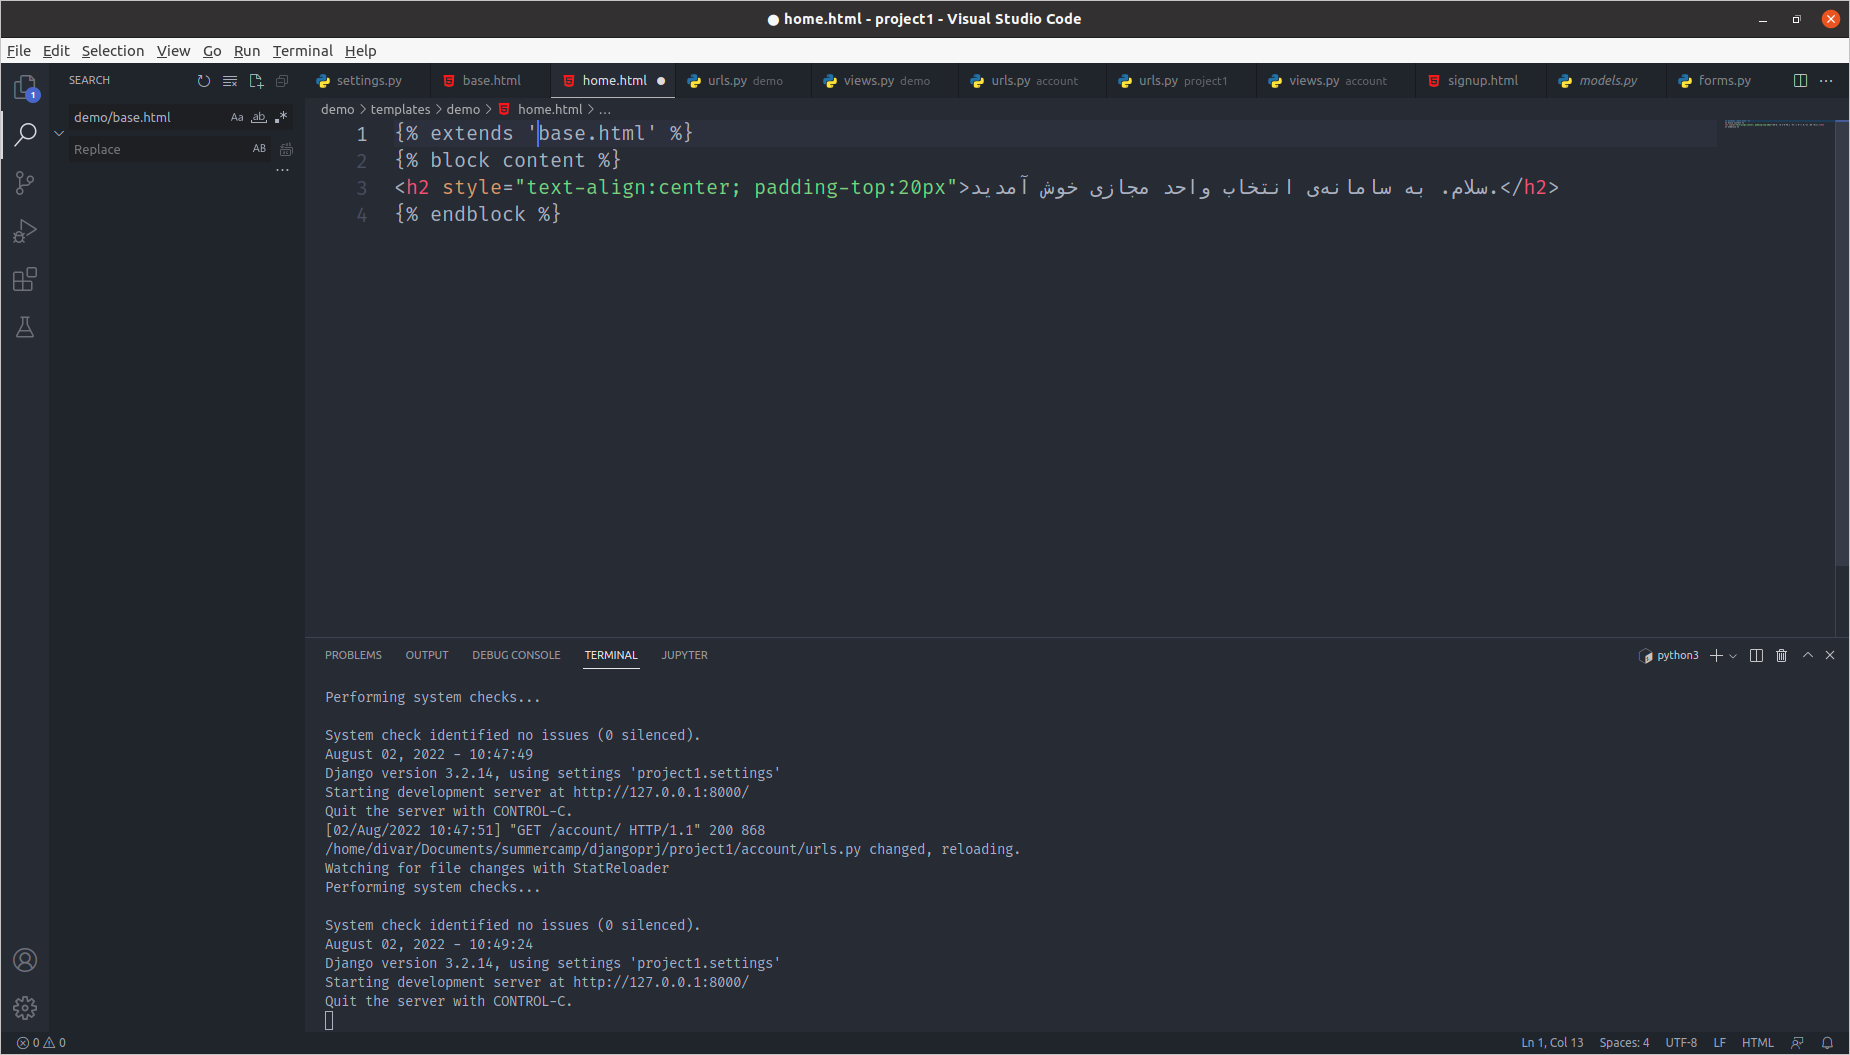 ● home.html - project1 - Visual Studio Code
File Edit Selection View Go Run Terminal Help
SEARCH
demo/base.html Aa ab .*
Replace AB
settings.py base.html home.html ● urls.py demo views.py demo urls.py account urls.py project1 views.py account signup.html models.py forms.py
demo > templates > demo > home.html > ...
1 {% extends 'base.html' %}
2 {% block content %}
3 <h2 style="text-align:center; padding-top:20px">سلام. به سامانه‌ی انتخاب واحد مجازی خوش آمدید.</h2>
4 {% endblock %}
PROBLEMS OUTPUT DEBUG CONSOLE TERMINAL JUPYTER
python3
Performing system checks...
System check identified no issues (0 silenced).
August 02, 2022 - 10:47:49
Django version 3.2.14, using settings 'project1.settings'
Starting development server at http://127.0.0.1:8000/
Quit the server with CONTROL-C.
[02/Aug/2022 10:47:51] "GET /account/ HTTP/1.1" 200 868
/home/divar/Documents/summercamp/djangoprj/project1/account/urls.py changed, reloading.
Watching for file changes with StatReloader
Performing system checks...
System check identified no issues (0 silenced).
August 02, 2022 - 10:49:24
Django version 3.2.14, using settings 'project1.settings'
Starting development server at http://127.0.0.1:8000/
Quit the server with CONTROL-C.
1
0 0
Ln 1, Col 13 Spaces: 4 UTF-8 LF HTML